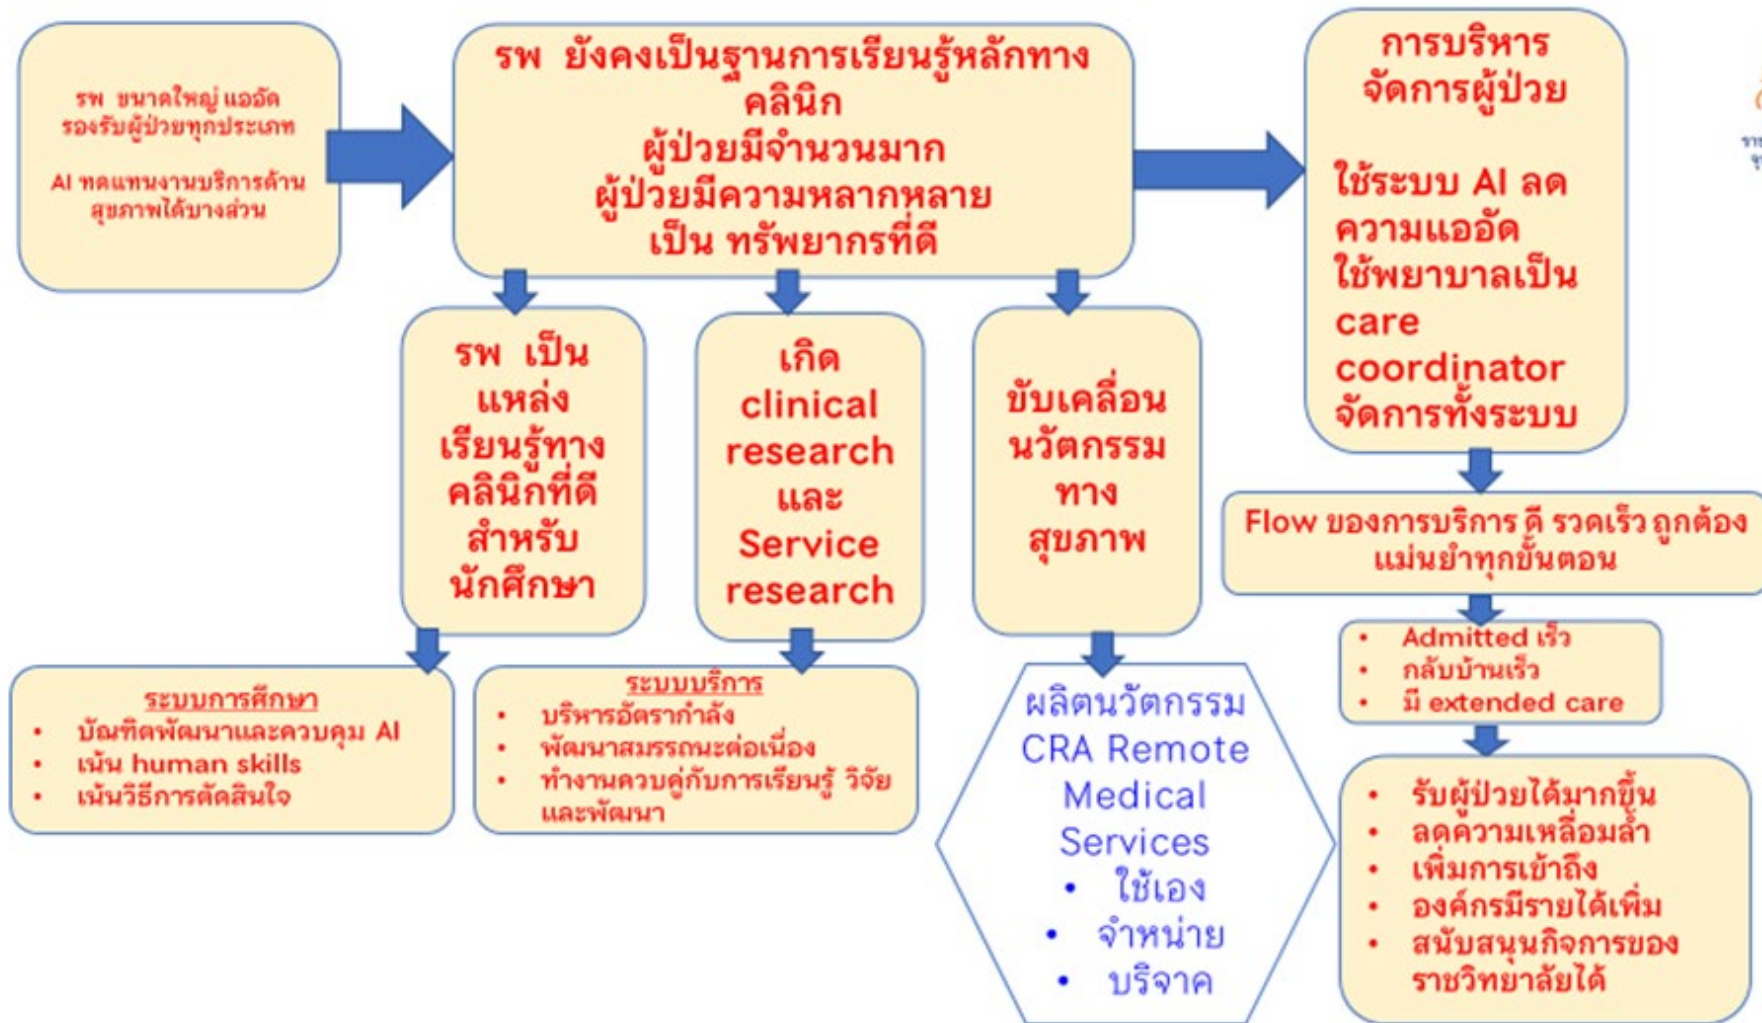 รพ ขนาดใหญ่ แออัด
รองรับผู้ป่วยทุกประเภท
AI ทดแทนงานบริการด้าน
สุขภาพได้บางส่วน
รพ ยังคงเป็นฐานการเรียนรู้หลักทาง
คลินิก
ผู้ป่วยมีจำนวนมาก
ผู้ป่วยมีความหลากหลาย
เป็น ทรัพยากรที่ดี
การบริหาร
จัดการผู้ป่วย
ใช้ระบบ AI ลด
ความแออัด
ใช้พยาบาลเป็น
care
coordinator
จัดการทั้งระบบ
รพ เป็น
แหล่ง
เรียนรู้ทาง
คลินิกที่ดี
สำหรับ
นักศึกษา
เกิด
clinical
research
และ
Service
research
ขับเคลื่อน
นวัตกรรม
ทาง
สุขภาพ
Flow ของการบริการ ดี รวดเร็ว ถูกต้อง
แม่นยำทุกขั้นตอน
• Admitted เร็ว
• กลับบ้านเร็ว
• มี extended care
ระบบการศึกษา
• บัณฑิตพัฒนาและควบคุม AI
• เน้น human skills
• เน้นวิธีการตัดสินใจ
ระบบบริการ
• บริหารอัตรากำลัง
• พัฒนาสมรรถนะต่อเนื่อง
• ทำงานควบคู่กับการเรียนรู้ วิจัย
และพัฒนา
ผลิตนวัตกรรม
CRA Remote
Medical
Services
• ใช้เอง
• จำหน่าย
• บริจาค
• รับผู้ป่วยได้มากขึ้น
• ลดความเหลื่อมล้ำ
• เพิ่มการเข้าถึง
• องค์กรมีรายได้เพิ่ม
• สนับสนุนกิจการของ
ราชวิทยาลัยได้